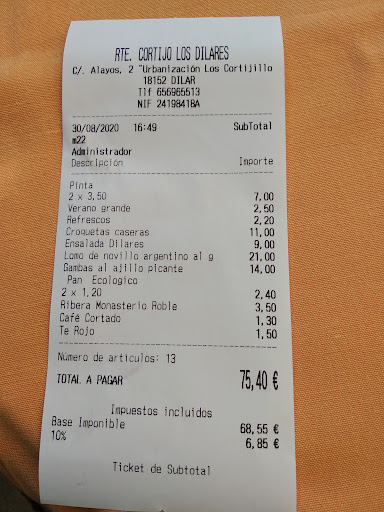 RTE. CORTIJO LOS DILARES
C/. Alayos, 2 "Urbanización Los Cortijillo
18152 DILAR
Tlf 656965513
NIF 24198418A
30/08/2020 16:49 SubTotal
m22
Administrador
Descripción Importe
Pinta
2 x 3,50 7,00
Verano grande 2,50
Refrescos 2,20
Croquetas caseras 11,00
Ensalada Dilares 9,00
Lomo de novillo argentino al g 21,00
Gambas al ajillo picante 14,00
Pan Ecologico
2 x 1,20 2,40
Ribera Monasterio Roble 3,50
Café Cortado 1,30
Te Rojo 1,50
Número de articulos: 13
TOTAL A PAGAR 75,40 €
Impuestos incluidos
Base Imponible 68,55 €
10% 6,85 €
Ticket de Subtotal